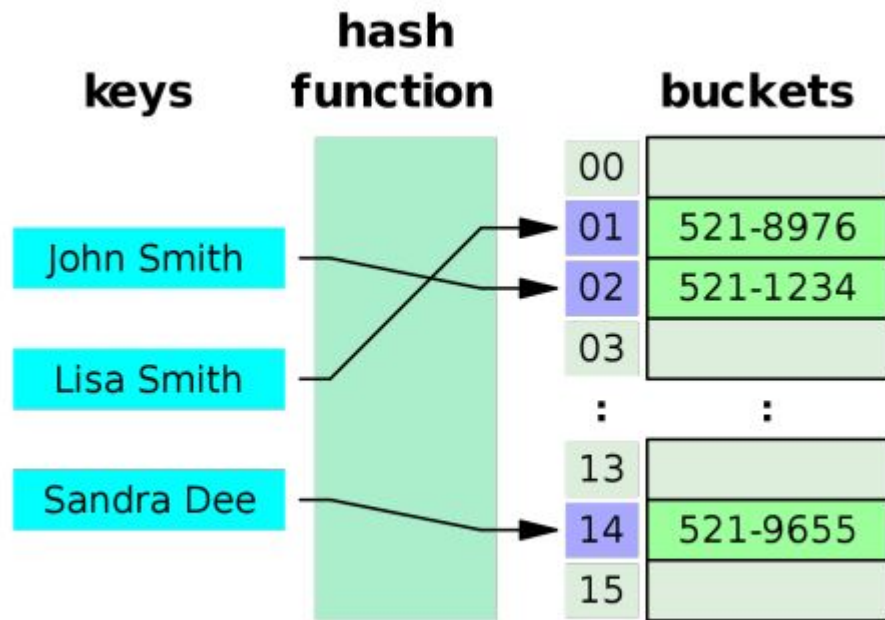 keys
hash
function
buckets
John Smith
Lisa Smith
Sandra Dee
00
01 521-8976
02 521-1234
03
: :
13
14 521-9655
15